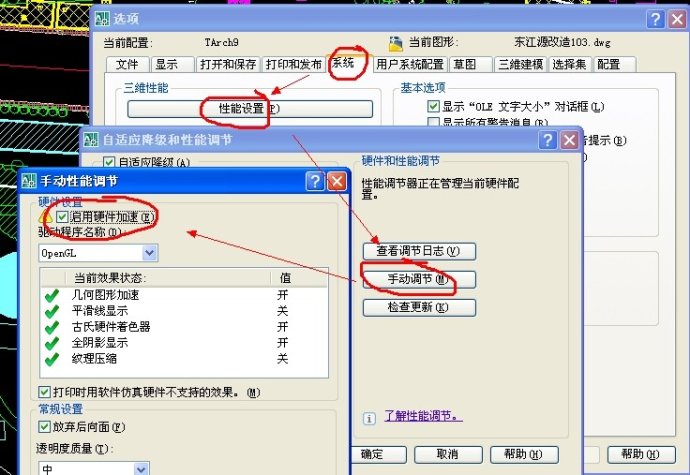 选项
当前配置: TArch9 当前图形: 东江源改造103.dwg
文件 显示 打开和保存 打印和发布 系统 用户系统配置 草图 三维建模 选择集 配置
三维性能
性能设置(P)
基本选项
显示“OLE 文字大小”对话框(L)
显示所有警告消息(R)
告提示(B)
自适应降级和性能调节
自适应降级(A)
硬件和性能调节
性能调节器正在管理当前硬件配
置。
查看调节日志(V)
手动调节(M)
检查更新(K)
了解性能调节。
确定 取消 帮助(H) 帮助(H)
手动性能调节
硬件设置
启用硬件加速(E)
驱动程序名称(D):
OpenGL
当前效果状态: 值
几何图形加速 开
平滑线显示 关
古氏硬件着色器 开
全阴影显示 开
纹理压缩 关
打印时用软件仿真硬件不支持的效果。(M)
常规设置
放弃后向面(F)
透明度质量(T):
中